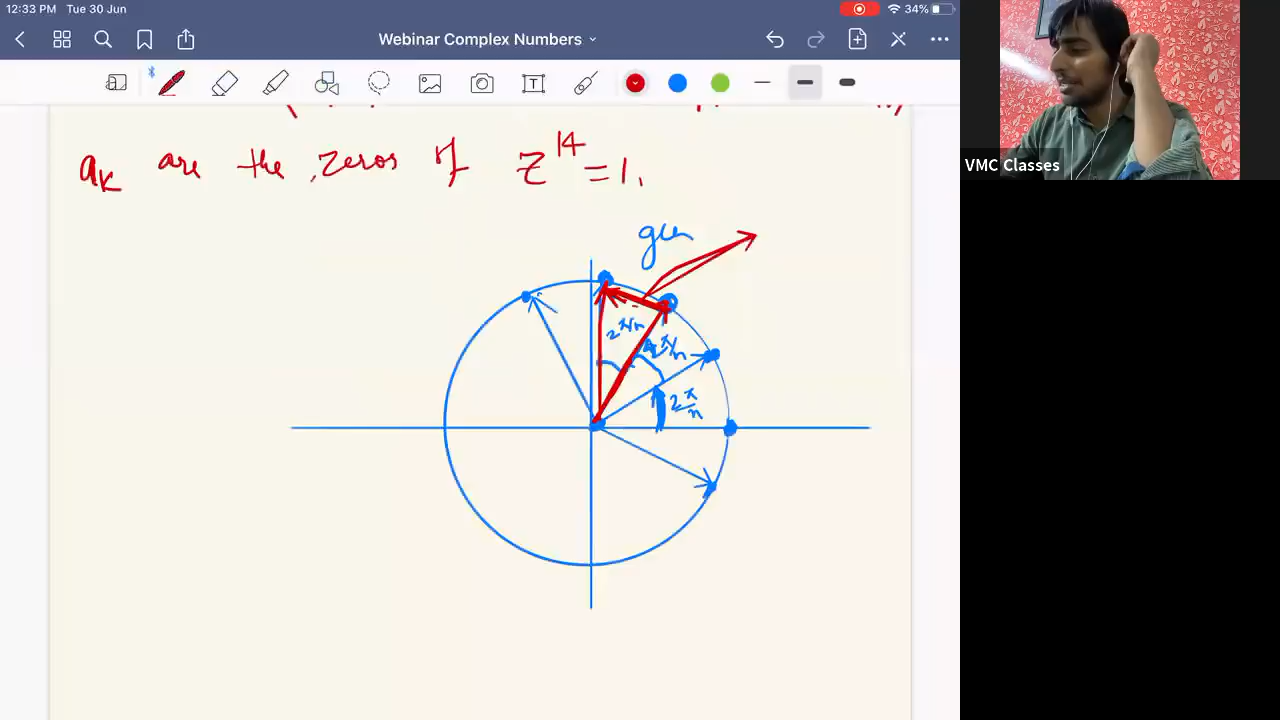 12:33 PM Tue 30 Jun
34%
Webinar Complex Numbers
VMC Classes
ak are the zeros of z^14 = 1.
2π/n
2π/n
2π/n